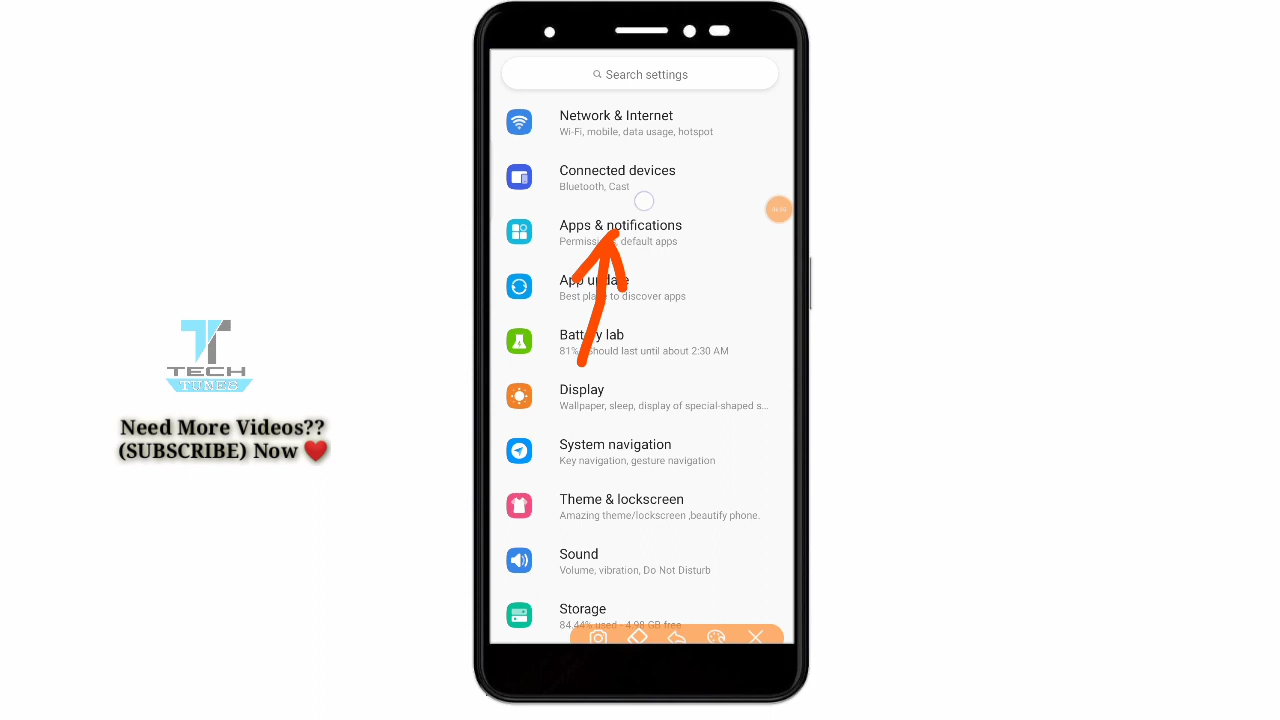 Search settings
Network & Internet
Wi-Fi, mobile, data usage, hotspot
Connected devices
Bluetooth, Cast
Apps & notifications
default apps
App update
Best place to discover apps
Battery lab
81% Should last until about 2:30 AM
Display
Wallpaper, sleep, display of special-shaped s...
System navigation
Key navigation, gesture navigation
Theme & lockscreen
Amazing theme/lockscreen ,beautify phone.
Sound
Volume, vibration, Do Not Disturb
Storage
84.44% used - 4.98 GB free
TECH
TUNES
Need More Videos??
(SUBSCRIBE) Now ❤️